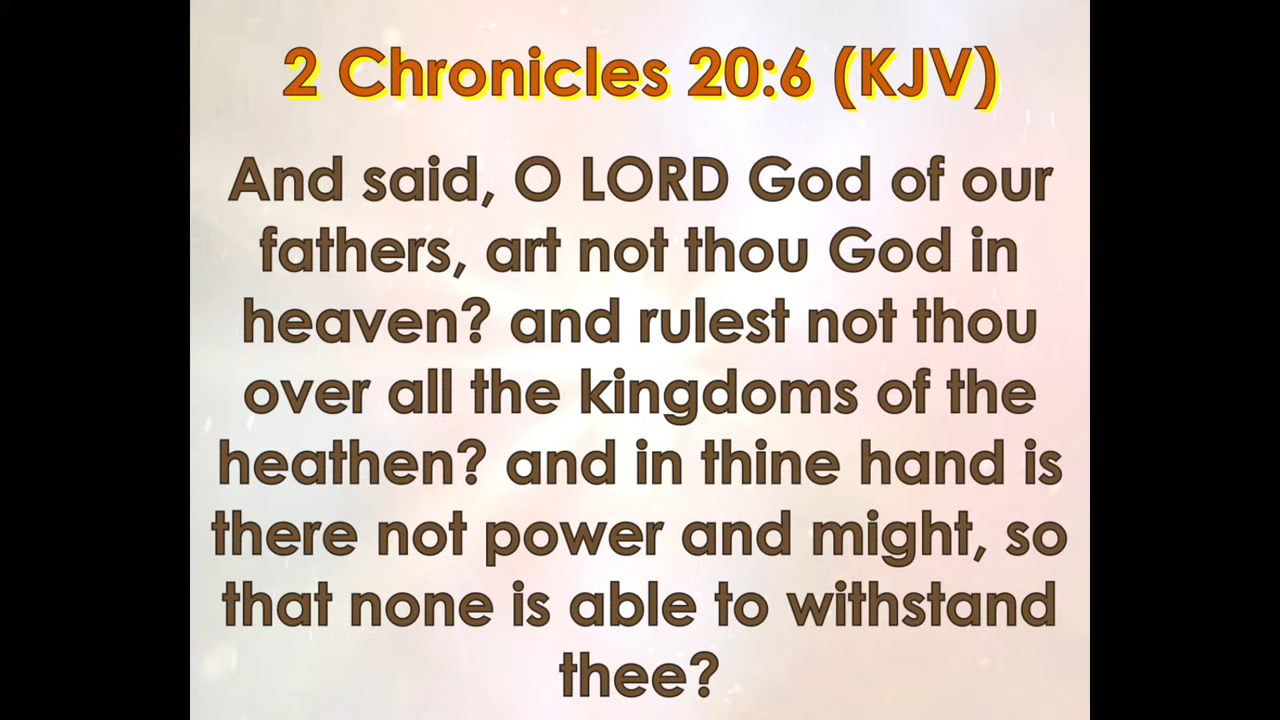 2 Chronicles 20:6 (KJV)
And said, O LORD God of our
fathers, art not thou God in
heaven? and rulest not thou
over all the kingdoms of the
heathen? and in thine hand is
there not power and might, so
that none is able to withstand
thee?